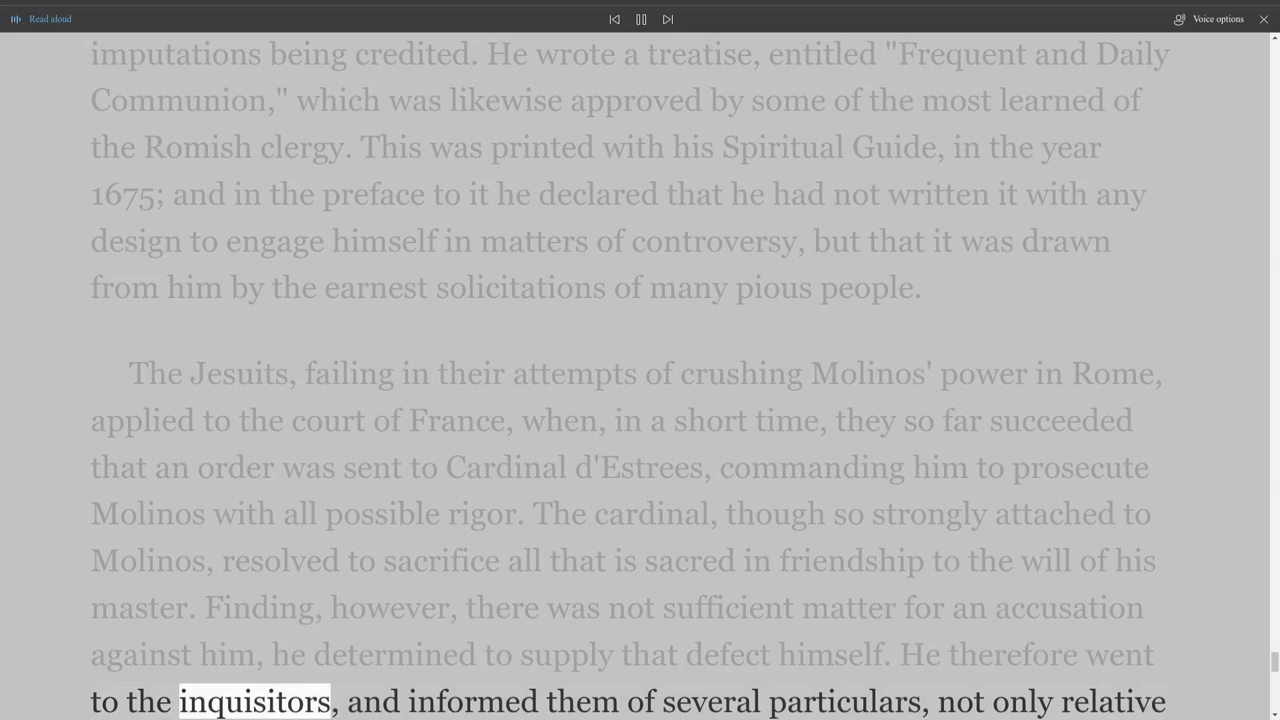 Read aloud
Voice options
imputations being credited. He wrote a treatise, entitled "Frequent and Daily
Communion," which was likewise approved by some of the most learned of
the Romish clergy. This was printed with his Spiritual Guide, in the year
1675; and in the preface to it he declared that he had not written it with any
design to engage himself in matters of controversy, but that it was drawn
from him by the earnest solicitations of many pious people.
The Jesuits, failing in their attempts of crushing Molinos' power in Rome,
applied to the court of France, when, in a short time, they so far succeeded
that an order was sent to Cardinal d'Estrees, commanding him to prosecute
Molinos with all possible rigor. The cardinal, though so strongly attached to
Molinos, resolved to sacrifice all that is sacred in friendship to the will of his
master. Finding, however, there was not sufficient matter for an accusation
against him, he determined to supply that defect himself. He therefore went
to the inquisitors, and informed them of several particulars, not only relative